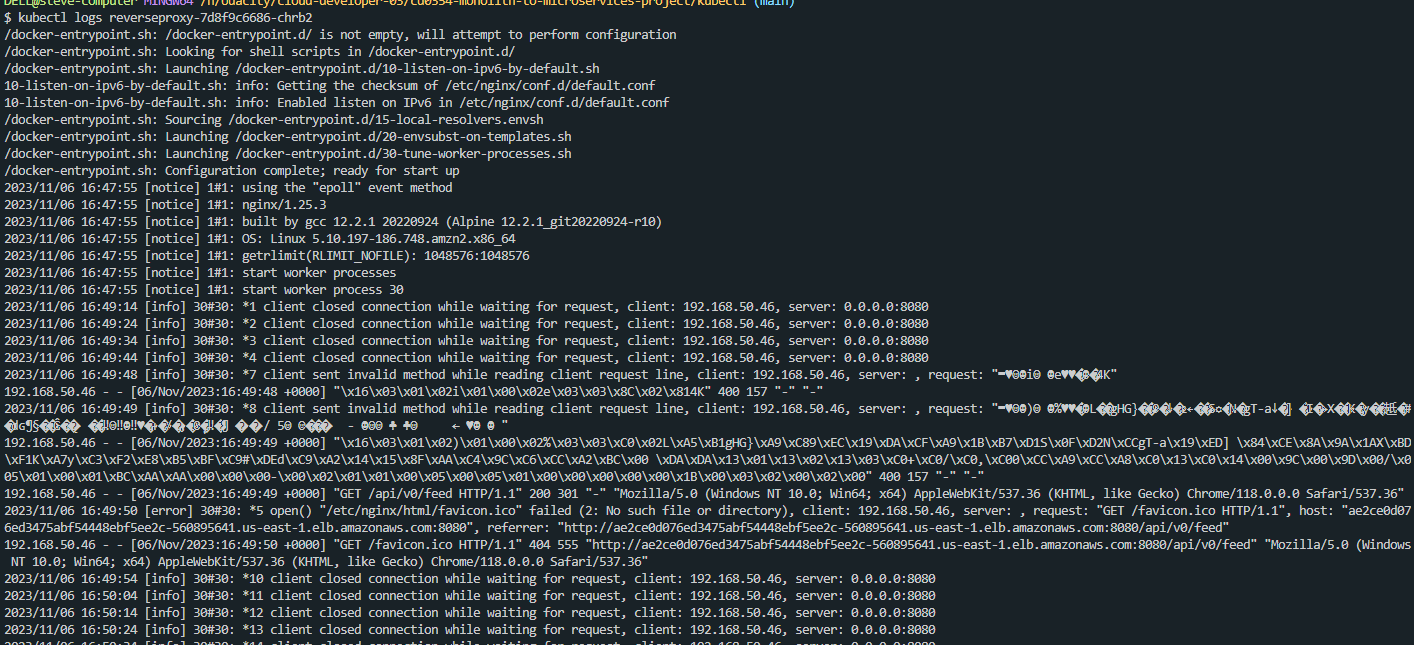 DELL@steve-computer MINGW64 /h/udacity/cloud-developer-03/cd0354-monolith-to-microservices-project/kubectl (main)
$ kubectl logs reverseproxy-7d8f9c6686-chrb2
/docker-entrypoint.sh: /docker-entrypoint.d/ is not empty, will attempt to perform configuration
/docker-entrypoint.sh: Looking for shell scripts in /docker-entrypoint.d/
/docker-entrypoint.sh: Launching /docker-entrypoint.d/10-listen-on-ipv6-by-default.sh
10-listen-on-ipv6-by-default.sh: info: Getting the checksum of /etc/nginx/conf.d/default.conf
10-listen-on-ipv6-by-default.sh: info: Enabled listen on IPv6 in /etc/nginx/conf.d/default.conf
/docker-entrypoint.sh: Sourcing /docker-entrypoint.d/15-local-resolvers.envsh
/docker-entrypoint.sh: Launching /docker-entrypoint.d/20-envsubst-on-templates.sh
/docker-entrypoint.sh: Launching /docker-entrypoint.d/30-tune-worker-processes.sh
/docker-entrypoint.sh: Configuration complete; ready for start up
2023/11/06 16:47:55 [notice] 1#1: using the "epoll" event method
2023/11/06 16:47:55 [notice] 1#1: nginx/1.25.3
2023/11/06 16:47:55 [notice] 1#1: built by gcc 12.2.1 20220924 (Alpine 12.2.1_git20220924-r10)
2023/11/06 16:47:55 [notice] 1#1: OS: Linux 5.10.197-186.748.amzn2.x86_64
2023/11/06 16:47:55 [notice] 1#1: getrlimit(RLIMIT_NOFILE): 1048576:1048576
2023/11/06 16:47:55 [notice] 1#1: start worker processes
2023/11/06 16:47:55 [notice] 1#1: start worker process 30
2023/11/06 16:49:14 [info] 30#30: *1 client closed connection while waiting for request, client: 192.168.50.46, server: 0.0.0.0:8080
2023/11/06 16:49:24 [info] 30#30: *2 client closed connection while waiting for request, client: 192.168.50.46, server: 0.0.0.0:8080
2023/11/06 16:49:34 [info] 30#30: *3 client closed connection while waiting for request, client: 192.168.50.46, server: 0.0.0.0:8080
2023/11/06 16:49:44 [info] 30#30: *4 client closed connection while waiting for request, client: 192.168.50.46, server: 0.0.0.0:8080
2023/11/06 16:49:48 [info] 30#30: *7 client sent invalid method while reading client request line, client: 192.168.50.46, server: , request: "
192.168.50.46 - - [06/Nov/2023:16:49:48 +0000] "\x16\x03\x01\x02i\x01\x00\x02e\x03\x03\x8C\x02\x814K" 400 157 "-" "-"
2023/11/06 16:49:49 [info] 30#30: *8 client sent invalid method while reading client request line, client: 192.168.50.46, server: , request: "
192.168.50.46 - - [06/Nov/2023:16:49:49 +0000] "\x16\x03\x01\x02)\x01\x00\x02%\x03\x03\xC0\x02L\xA5\xB1gHG}\xA9\xC89\xEC\x19\xDA\xCF\xA9\x1B\xB7\xD1S\x0F\xD2N\xCCgT-a\x19\xED] \x84\xCE\x8A\x9A\x1AX\xBD
\xF1K\xA7y\xC3\xF2\xE8\xB5\xBF\xC9#\xDEd\xC9\xA2\x14\x15\x8F\xAA\xC4\x9C\xC6\xCC\xA2\xBC\x00 \xDA\xDA\x13\x01\x13\x02\x13\x03\xC0+\xC0/\xC0,\xC00\xCC\xA9\xCC\xA8\xC0\x13\xC0\x14\x00\x9C\x00\x9D\x00/\x0
05\x01\x00\x01\xBC\xAA\xAA\x00\x00\x00-\x00\x02\x01\x01\x00\x05\x00\x05\x01\x00\x00\x00\x00\x00\x1B\x00\x03\x02\x00\x02\x00" 400 157 "-" "-"
192.168.50.46 - - [06/Nov/2023:16:49:49 +0000] "GET /api/v0/feed HTTP/1.1" 200 301 "-" "Mozilla/5.0 (Windows NT 10.0; Win64; x64) AppleWebKit/537.36 (KHTML, like Gecko) Chrome/118.0.0.0 Safari/537.36"
2023/11/06 16:49:50 [error] 30#30: *5 open() "/etc/nginx/html/favicon.ico" failed (2: No such file or directory), client: 192.168.50.46, server: , request: "GET /favicon.ico HTTP/1.1", host: "ae2ce0d07
6ed3475abf54448ebf5ee2c-560895641.us-east-1.elb.amazonaws.com:8080", referrer: "http://ae2ce0d076ed3475abf54448ebf5ee2c-560895641.us-east-1.elb.amazonaws.com:8080/api/v0/feed"
192.168.50.46 - - [06/Nov/2023:16:49:50 +0000] "GET /favicon.ico HTTP/1.1" 404 555 "http://ae2ce0d076ed3475abf54448ebf5ee2c-560895641.us-east-1.elb.amazonaws.com:8080/api/v0/feed" "Mozilla/5.0 (Windows
NT 10.0; Win64; x64) AppleWebKit/537.36 (KHTML, like Gecko) Chrome/118.0.0.0 Safari/537.36"
2023/11/06 16:49:54 [info] 30#30: *10 client closed connection while waiting for request, client: 192.168.50.46, server: 0.0.0.0:8080
2023/11/06 16:50:04 [info] 30#30: *11 client closed connection while waiting for request, client: 192.168.50.46, server: 0.0.0.0:8080
2023/11/06 16:50:14 [info] 30#30: *12 client closed connection while waiting for request, client: 192.168.50.46, server: 0.0.0.0:8080
2023/11/06 16:50:24 [info] 30#30: *13 client closed connection while waiting for request, client: 192.168.50.46, server: 0.0.0.0:8080